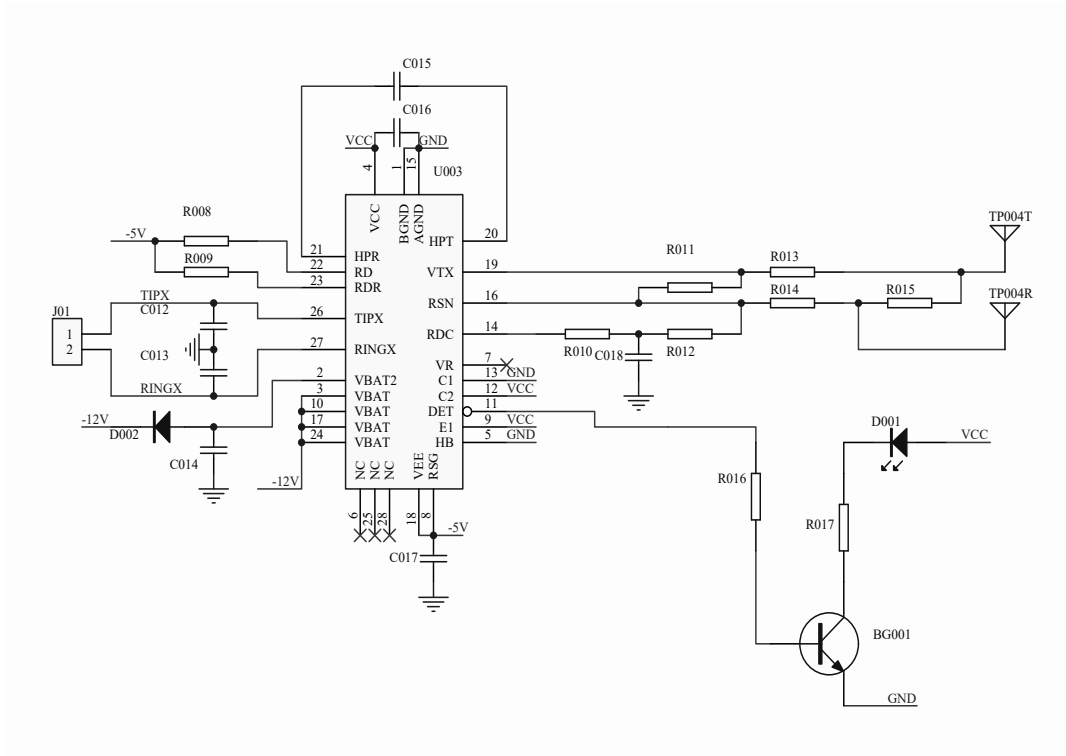 C015
C016
VCC
GND
4
1
15
U003
VCC
BGND
AGND
R008
-5V
R009
21
22
23
HPR
RD
RDR
HPT
20
VTX
19
RSN
16
RDC
14
R011
R013
R014
R015
TP004T
TP004R
R010
C018
R012
J01
1
2
TIPX
C012
C013
RINGX
26
TIPX
27
RINGX
2
VBAT2
3
VBAT
10
VBAT
17
VBAT
24
VBAT
VR
7
C1
13
GND
C2
12
VCC
DET
11
E1
9
VCC
HB
5
GND
-12V
D002
C014
-12V
NC
NC
NC
VEE
RSG
6
25
28
18
8
-5V
C017
D001
VCC
R016
R017
BG001
GND